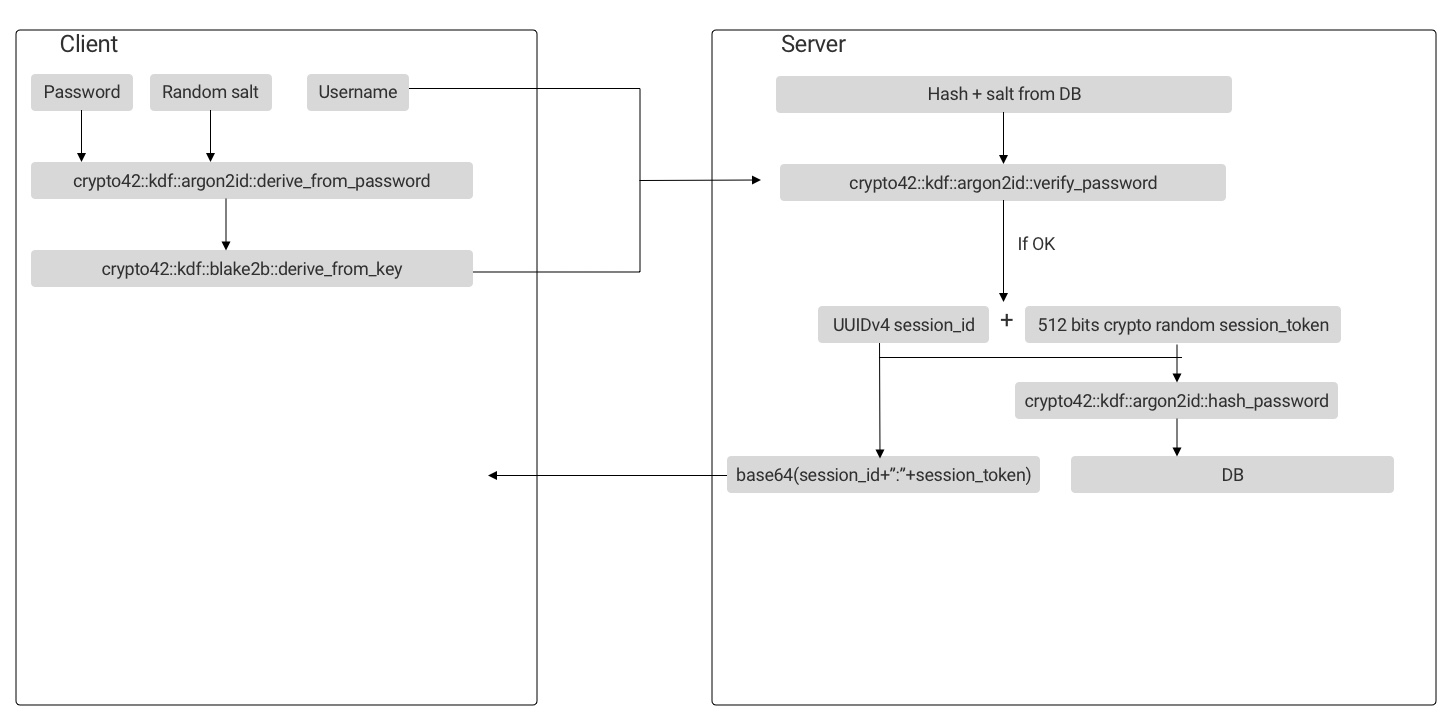 Client
Password
Random salt
Username
crypto42::kdf::argon2id::derive_from_password
crypto42::kdf::blake2b::derive_from_key
Server
Hash + salt from DB
crypto42::kdf::argon2id::verify_password
If OK
UUIDv4 session_id
+
512 bits crypto random session_token
crypto42::kdf::argon2id::hash_password
base64(session_id+”:”+session_token)
DB